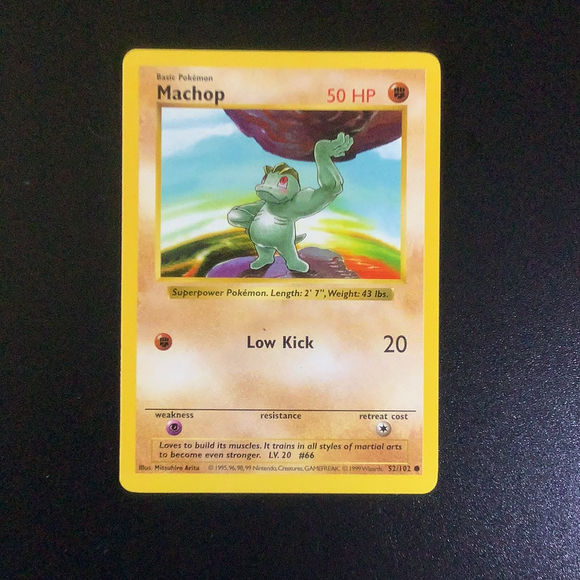 Basic Pokémon
Machop 50 HP
Superpower Pokémon. Length: 2' 7", Weight: 43 lbs.
Low Kick 20
weakness resistance retreat cost
Loves to build its muscles. It trains in all styles of martial arts
to become even stronger. LV. 20 #66
Illus. Mitsuhiro Arita © 1995, 96, 98, 99 Nintendo, Creatures, GAMEFREAK. © 1999 Wizards. 52/102